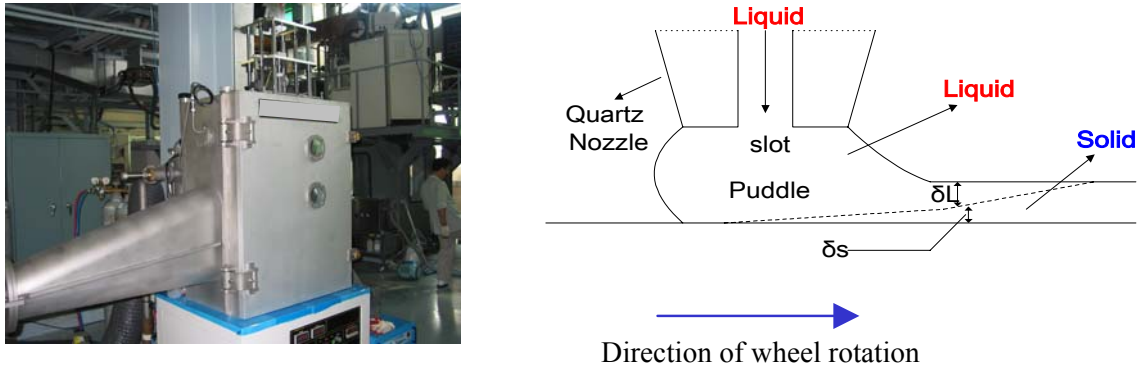 Liquid
Liquid
Quartz
Nozzle
slot
Solid
Puddle
δL
δs
Direction of wheel rotation